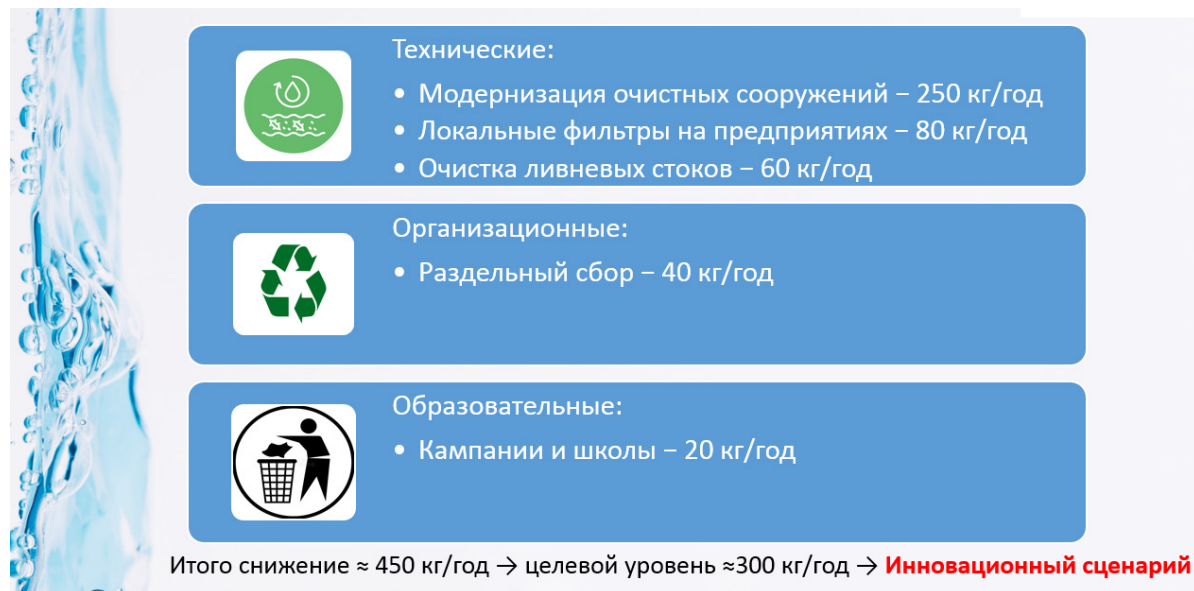 Технические:
• Модернизация очистных сооружений – 250 кг/год
• Локальные фильтры на предприятиях – 80 кг/год
• Очистка ливневых стоков – 60 кг/год
Организационные:
• Раздельный сбор – 40 кг/год
Образовательные:
• Кампании и школы – 20 кг/год
Итого снижение ≈ 450 кг/год → целевой уровень ≈300 кг/год → Инновационный сценарий